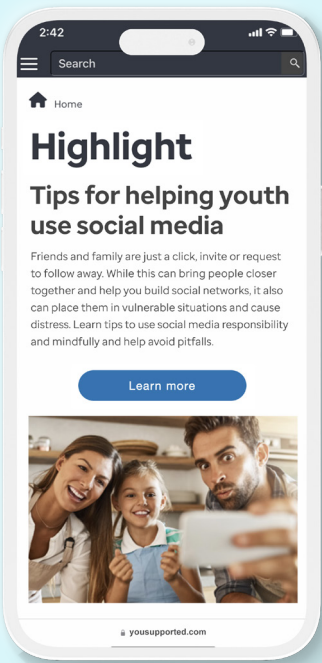 2:42
Search
Home
Highlight
Tips for helping youth
use social media
Friends and family are just a click, invite or request
to follow away. While this can bring people closer
together and help you build social networks, it also
can place them in vulnerable situations and cause
distress. Learn tips to use social media responsibility
and mindfully and help avoid pitfalls.
Learn more
yousupported.com